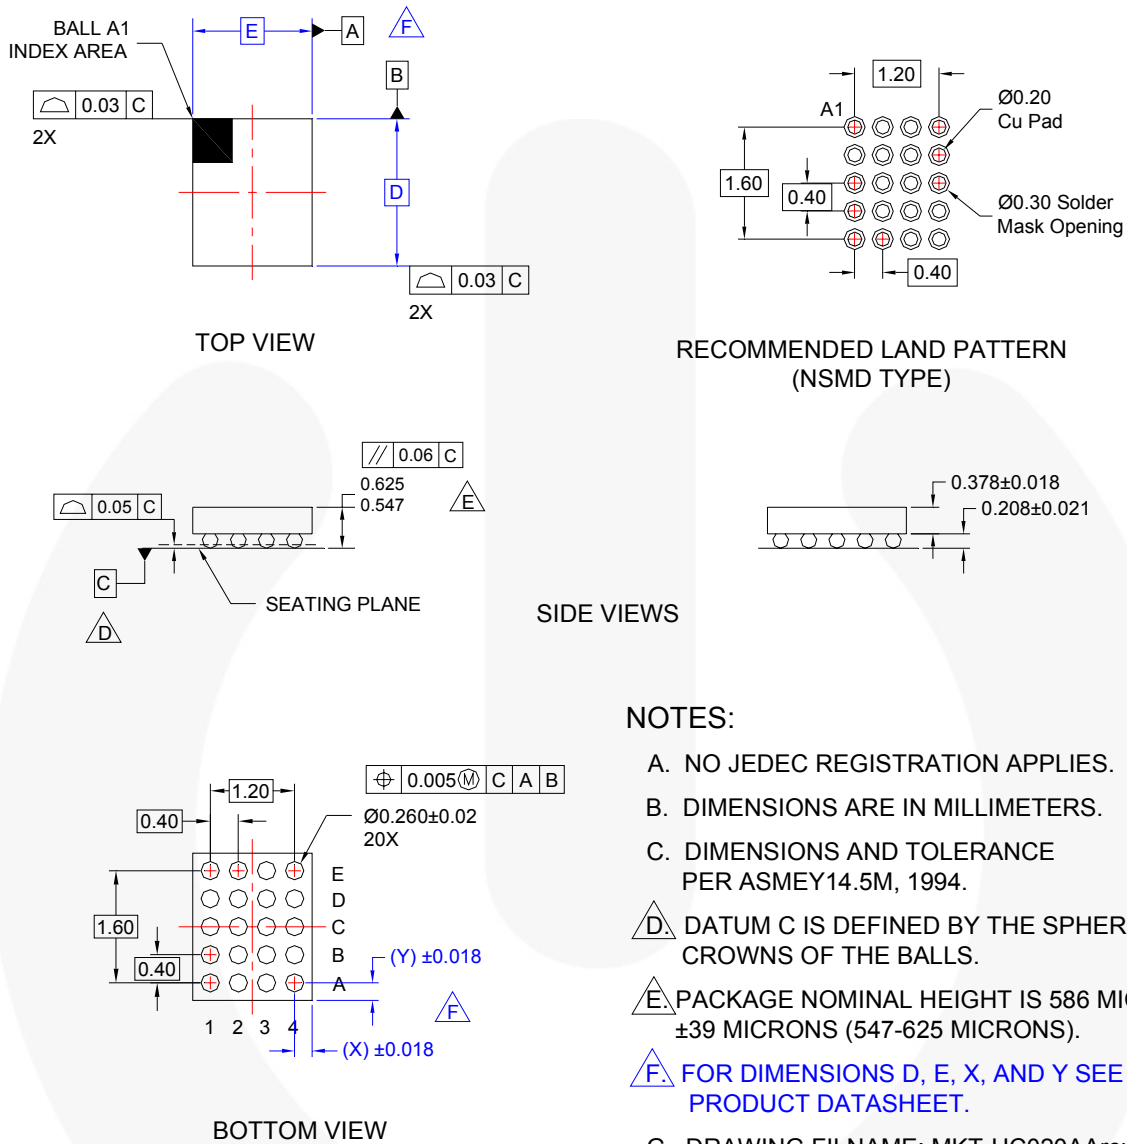 BALL A1
INDEX AREA
E
A
F
B
0.03 C
2X
D
0.03 C
2X
TOP VIEW
1.20
A1
Ø0.20
Cu Pad
1.60
0.40
Ø0.30 Solder
Mask Opening
0.40
RECOMMENDED LAND PATTERN
(NSMD TYPE)
// 0.06 C
0.625
0.547
E
0.05 C
C
D
SEATING PLANE
0.378±0.018
0.208±0.021
SIDE VIEWS
0.005Ⓜ C A B
1.20
0.40
Ø0.260±0.02
20X
E
D
C
B
A
1.60
0.40
(Y) ±0.018
F
1 2 3 4
(X) ±0.018
BOTTOM VIEW
NOTES:
A. NO JEDEC REGISTRATION APPLIES.
B. DIMENSIONS ARE IN MILLIMETERS.
C. DIMENSIONS AND TOLERANCE
PER ASMEY14.5M, 1994.
D. DATUM C IS DEFINED BY THE
CROWNS OF THE BALLS.
E. PACKAGE NOMINAL HEIGHT IS 586
±39 MICRONS (547-625 MICRONS).
F. FOR DIMENSIONS D, E, X, AND Y SEE
PRODUCT DATASHEET.